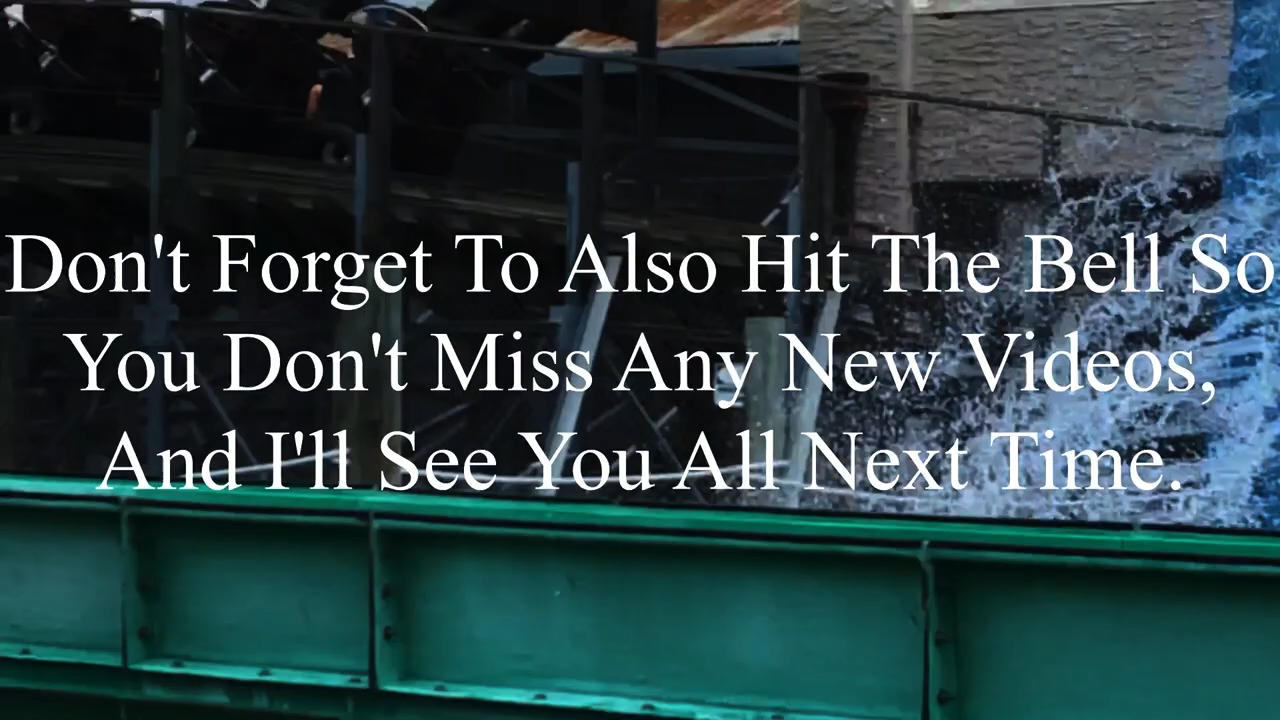 Don't Forget To Also Hit The Bell So
You Don't Miss Any New Videos,
And I'll See You All Next Time.